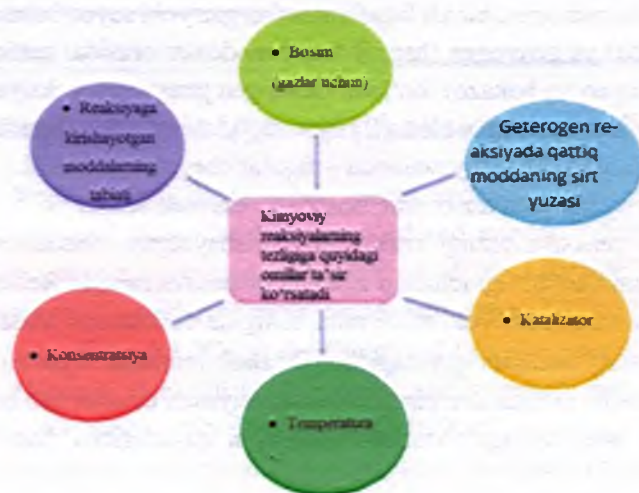 • Bosim
(gazlar uchun)
• Reaksiyaga
kirishayotgan
moddalarning
tabiati
Geterogen re-
aksiyada qattiq
moddaning sirt
yuzasi
Kimyoviy
reaksiyalarning
tezligiga quyidagi
omillar ta'sir
ko'rsatadi
• Konsentratsiya
• Katalizator
• Temperatura